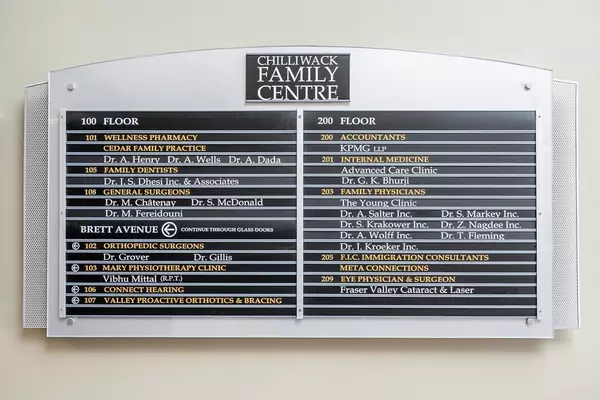 CHILLIWACK
FAMILY
CENTRE
100 FLOOR
101 WELLNESS PHARMACY
CEDAR FAMILY PRACTICE
Dr. A. Henry Dr. A. Wells Dr. A. Dada
105 FAMILY DENTISTS
Dr. J. S. Dhesi Inc. & Associates
108 GENERAL SURGEONS
Dr. M. Châtenay Dr. S. McDonald
Dr. M. Fereidouni
BRETT AVENUE CONTINUE THROUGH GLASS DOORS
102 ORTHOPEDIC SURGEONS
Dr. Grover Dr. Gillis
103 MARY PHYSIOTHERAPY CLINIC
Vibhu Mittal (R.P.T.)
106 CONNECT HEARING
107 VALLEY PROACTIVE ORTHOTICS & BRACING
200 FLOOR
200 ACCOUNTANTS
KPMG LLP
201 INTERNAL MEDICINE
Advanced Care Clinic
Dr. G. K. Bhurji
203 FAMILY PHYSICIANS
The Young Clinic
Dr. A. Salter Inc. Dr. S. Markey Inc.
Dr. S. Krakower Inc. Dr. Z. Nagdee Inc.
Dr. A. Wolff Inc. Dr. T. Fleming
Dr. J. Kroeker Inc.
205 F.I.C. IMMIGRATION CONSULTANTS
META CONNECTIONS
209 EYE PHYSICIAN & SURGEON
Fraser Valley Cataract & Laser